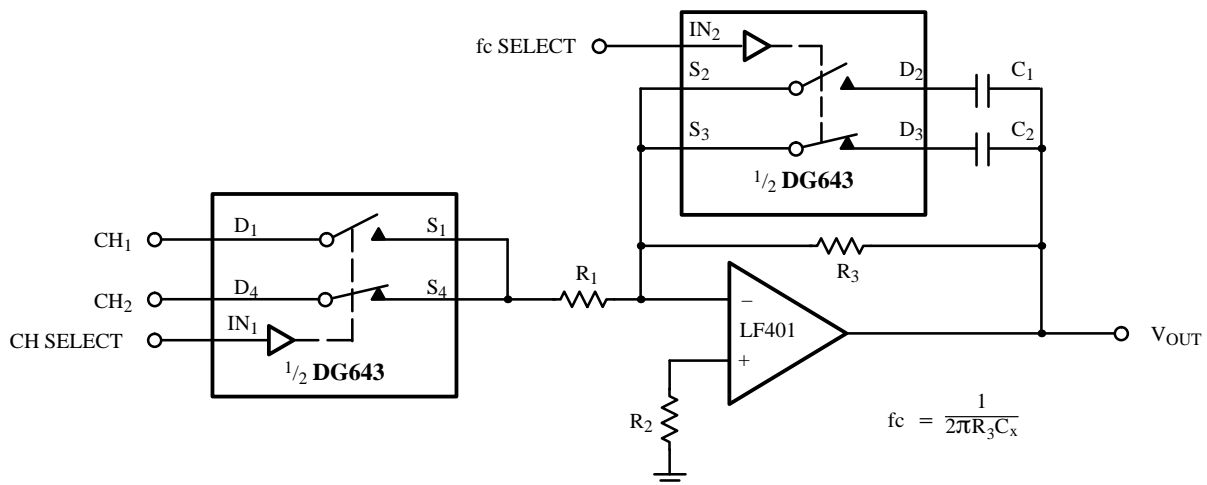 fc SELECT
IN₂
S₂
D₂
C₁
S₃
D₃
C₂
¹/₂ DG643
CH₁
D₁
S₁
R₁
R₃
CH₂
D₄
S₄
CH SELECT
IN₁
¹/₂ DG643
−
LF401
+
V_OUT
R₂
fc = 1 / 2πR₃Cₓ